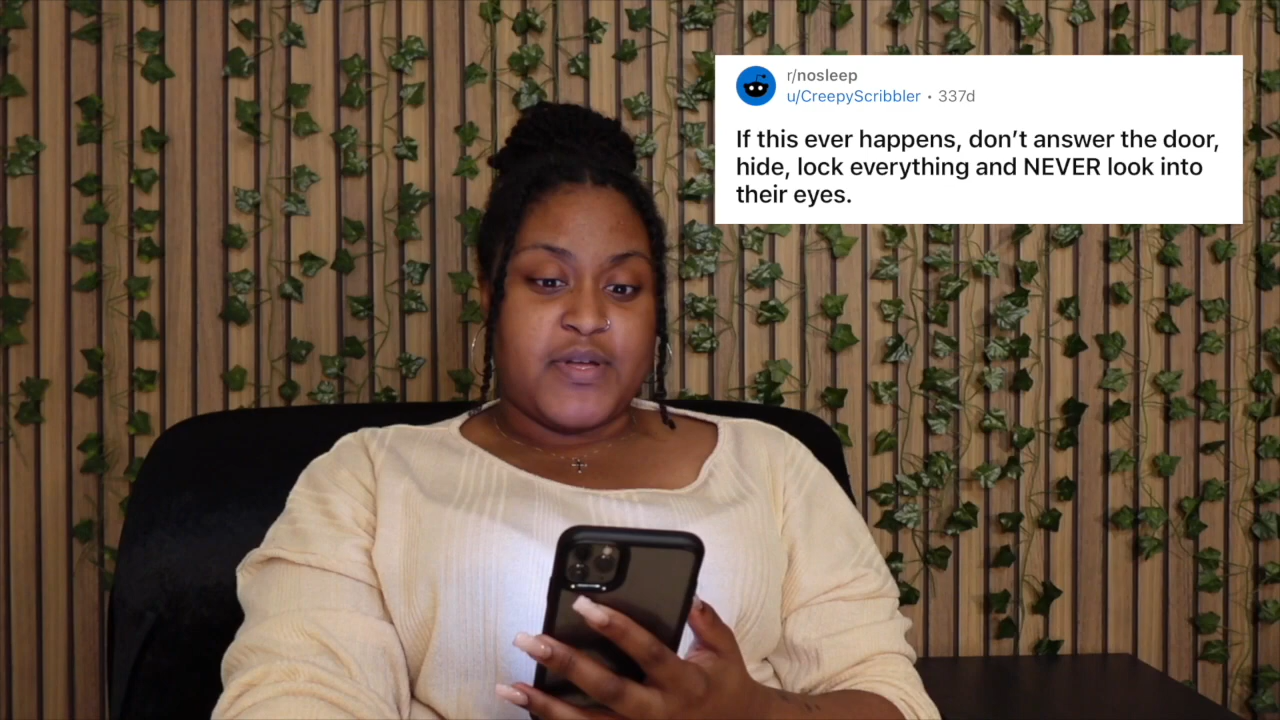 r/nosleep
u/CreepyScribbler • 337d
If this ever happens, don’t answer the door,
hide, lock everything and NEVER look into
their eyes.